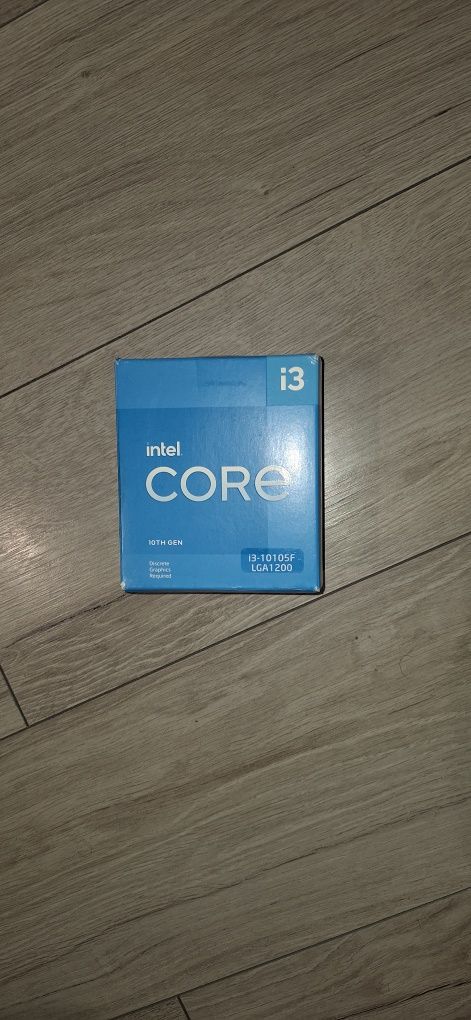 i3
intel
CORE
10TH GEN
Discrete
Graphics
Required
i3-10105F
LGA1200